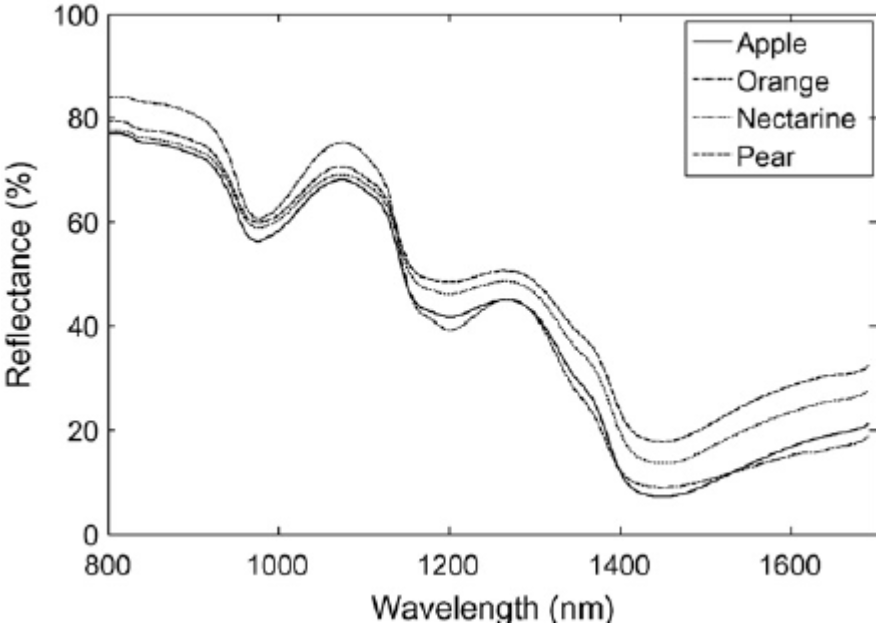 100
80
60
40
20
0
Reflectance (%)
Apple
Orange
Nectarine
Pear
800
1000
1200
1400
1600
Wavelength (nm)